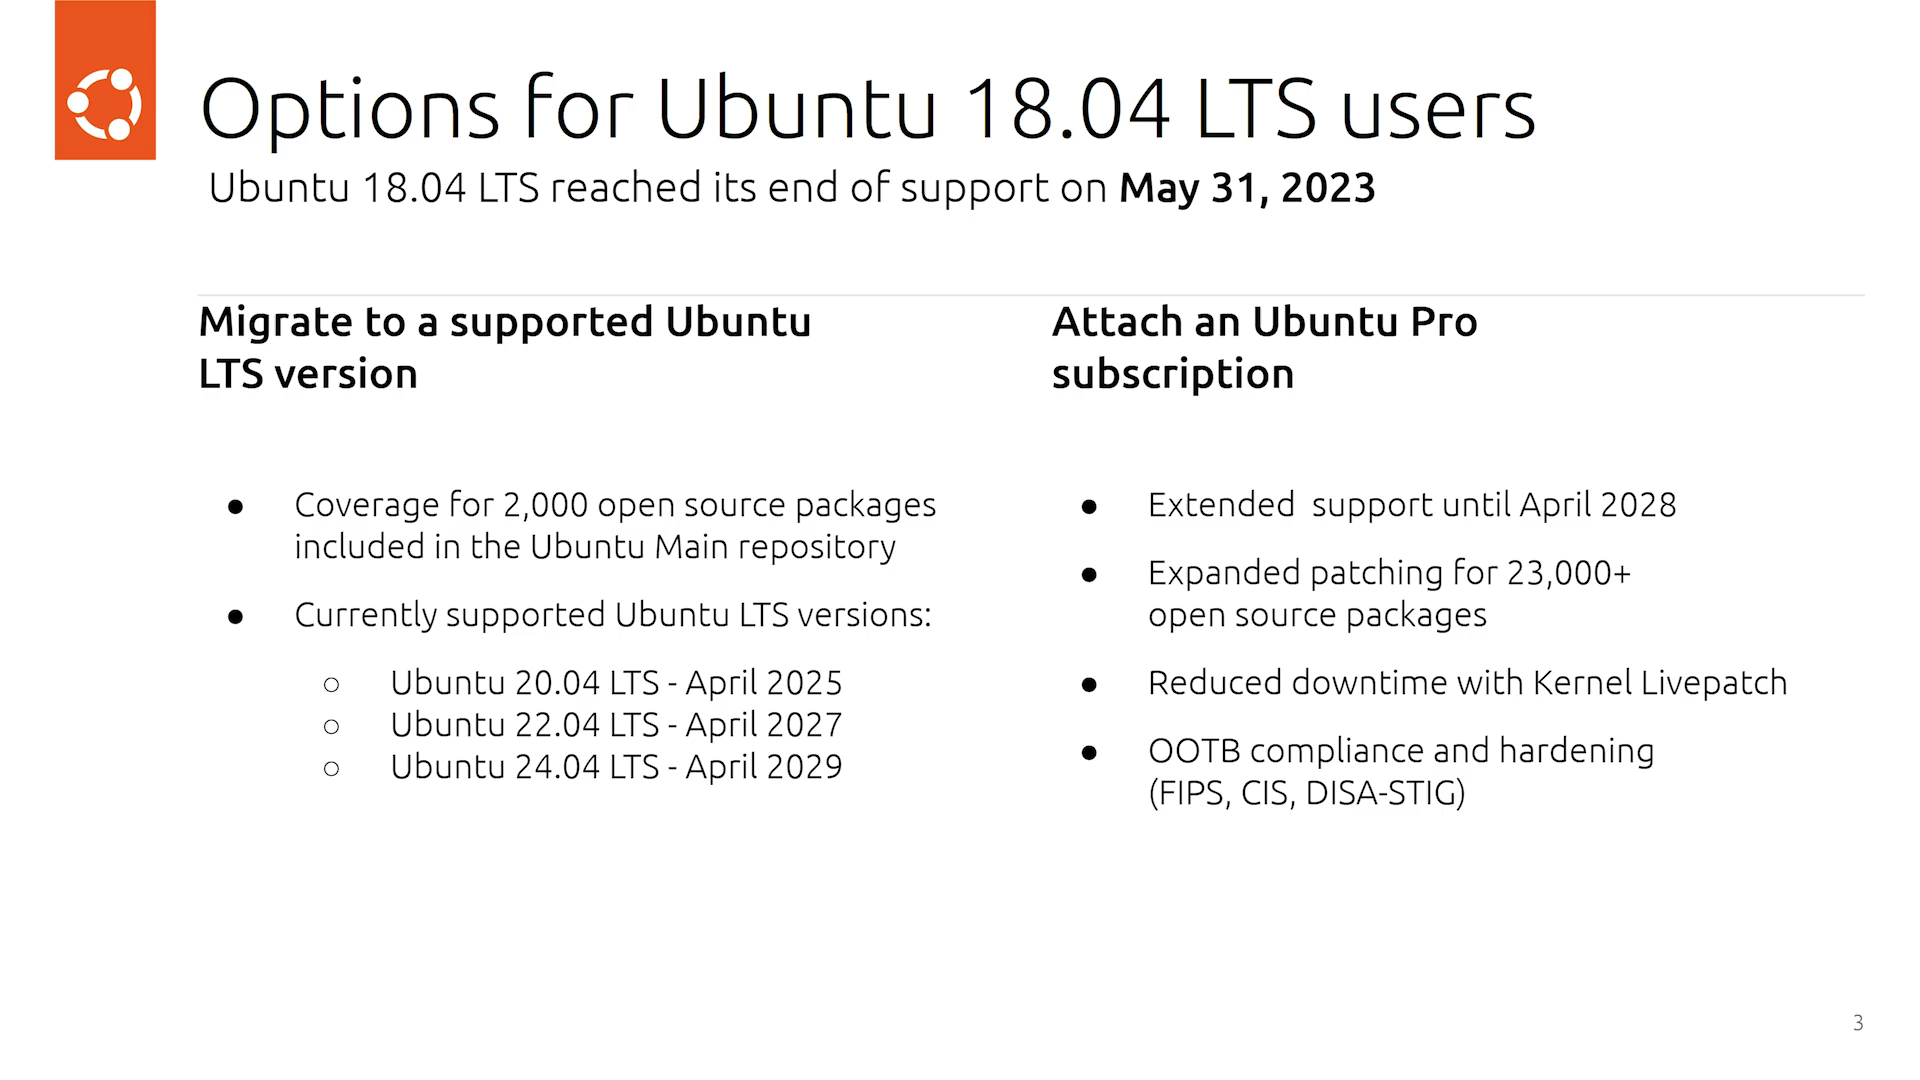 Options for Ubuntu 18.04 LTS users
Ubuntu 18.04 LTS reached its end of support on May 31, 2023
Migrate to a supported Ubuntu
LTS version
● Coverage for 2,000 open source packages
included in the Ubuntu Main repository
● Currently supported Ubuntu LTS versions:
○ Ubuntu 20.04 LTS - April 2025
○ Ubuntu 22.04 LTS - April 2027
○ Ubuntu 24.04 LTS - April 2029
Attach an Ubuntu Pro
subscription
● Extended  support until April 2028
● Expanded patching for 23,000+
open source packages
● Reduced downtime with Kernel Livepatch
● OOTB compliance and hardening
(FIPS, CIS, DISA-STIG)
3